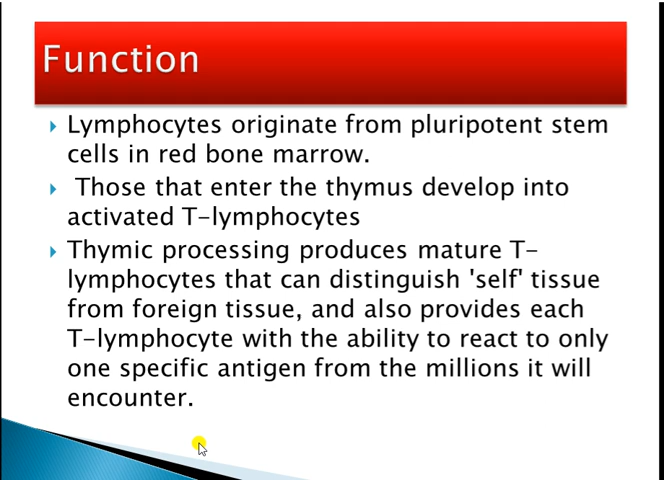 Function
Lymphocytes originate from pluripotent stem
cells in red bone marrow.
Those that enter the thymus develop into
activated T-lymphocytes
Thymic processing produces mature T-
lymphocytes that can distinguish 'self' tissue
from foreign tissue, and also provides each
T-lymphocyte with the ability to react to only
one specific antigen from the millions it will
encounter.